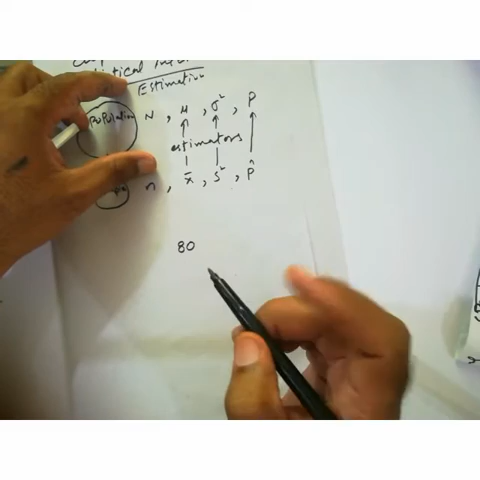 Estimation
Population N, μ, σ², P
estimators
n, x̄, s², p̂
80